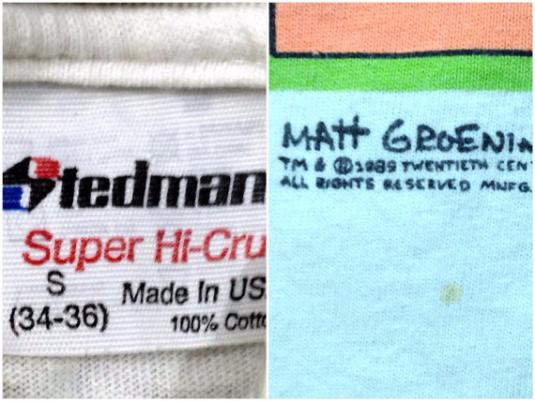 Stedman
Super Hi-Cru
S
(34-36)
Made In US
100% Cotto
MATT GROENIN
TM & ©1989 TWENTIETH CENT
ALL RIGHTS RESERVED MNFG.